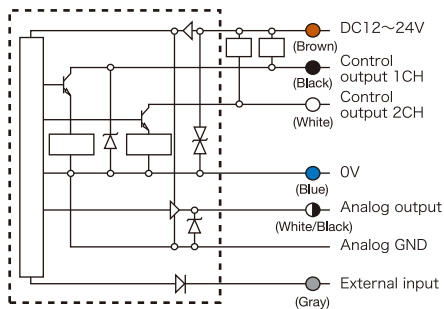 DC12～24V
(Brown)
Control
output 1CH
(Black)
Control
output 2CH
(White)
0V
(Blue)
Analog output
(White/Black)
Analog GND
External input
(Gray)